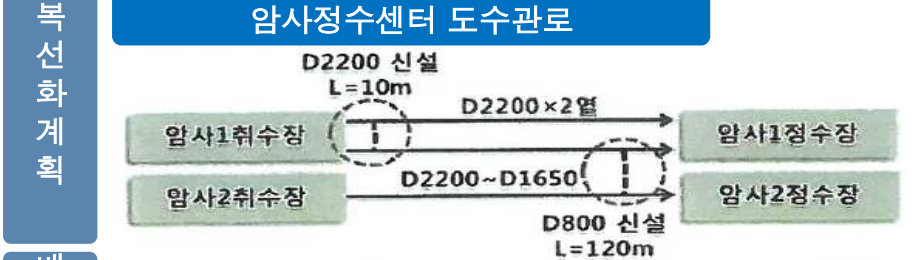 복
선
화
계
획
암사정수센터 도수관로
D2200 신설
L=10m
D2200×2열
암사1취수장
암사1정수장
D2200~D1650
암사2취수장
암사2정수장
D800 신설
L=120m